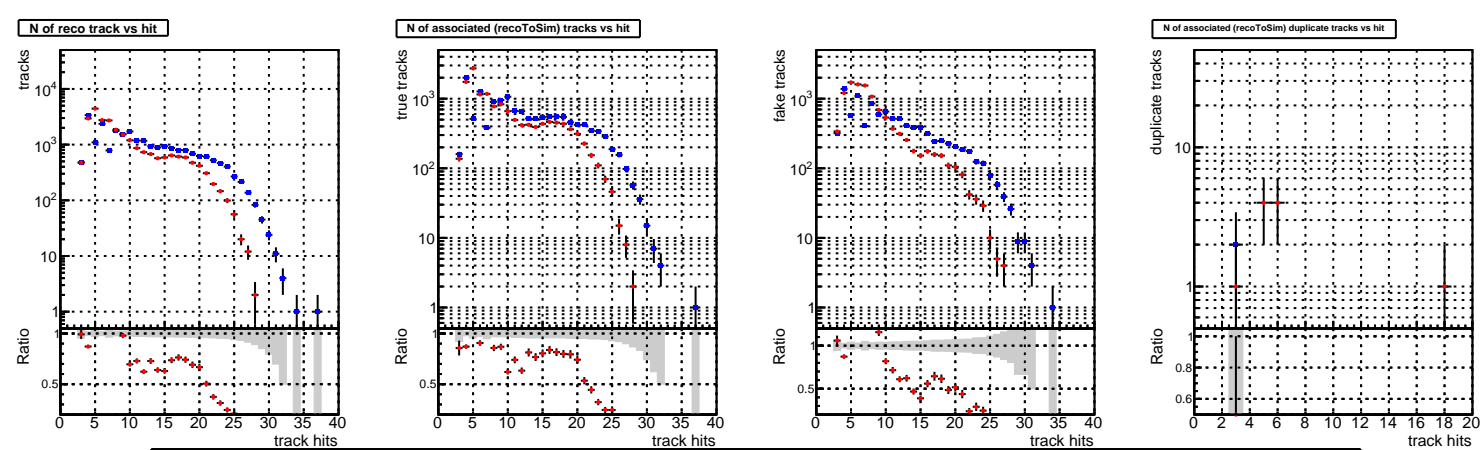 N of reco track vs hit
tracks
10^4
10^3
10^2
10
1
Ratio
1
0.5
0 5 10 15 20 25 30 35 40
track hits
N of associated (recoToSim) tracks vs hit
true tracks
10^3
10^2
10
1
Ratio
1
0.5
0 5 10 15 20 25 30 35 40
track hits
fake tracks
10^3
10^2
10
1
Ratio
1
0.5
0 5 10 15 20 25 30 35 40
track hits
N of associated (recoToSim) duplicate tracks vs hit
duplicate tracks
10
1
Ratio
1
0.8
0.6
0 2 4 6 8 10 12 14 16 18 20
track hits